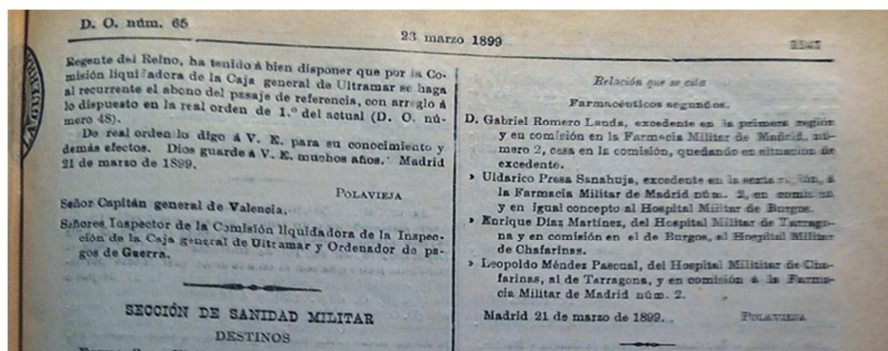 D. O. núm. 65
23 marzo 1899
Regente del Reino, ha tenido á bien disponer que por la Co-
misión liquidadora de la Caja general de Ultramar se haga
al recurrente el abono del pasaje de referencia, con arreglo á
lo dispuesto en la real orden de 1.º del actual (D. O. nú-
mero 48).
De real orden lo digo á V. E. para su conocimiento y
demás efectos. Dios guarde á V. E. muchos años. Madrid
21 de marzo de 1899.
POLAVIEJA
Señor Capitán general de Valencia.
Señores Inspector de la Comisión liquidadora de la Inspec-
ción de la Caja general de Ultramar y Ordenador de pa-
gos de Guerra.
SECCIÓN DE SANIDAD MILITAR
DESTINOS
Relación que se cita
Farmacéuticos segundos.
D. Gabriel Romero Landa, excedente en la primera región
y en comisión en la Farmacia Militar de Madrid, nú-
mero 2, cesa en la comisión, quedando en situación de
excedente.
» Uldarico Presa Sanahuja, excedente en la sexta región, á
la Farmacia Militar de Madrid núm. 2, en comisión
y en igual concepto al Hospital Militar de Burgos.
» Enrique Díaz Martínez, del Hospital Militar de Tarrago-
na y en comisión en el de Burgos, al Hospital Militar
de Chafarinas.
» Leopoldo Méndez Pascual, del Hospital Milititar de Cha-
farinas, al de Tarragona, y en comisión á la Farma-
cia Militar de Madrid núm. 2.
Madrid 21 de marzo de 1899.
POLAVIEJA